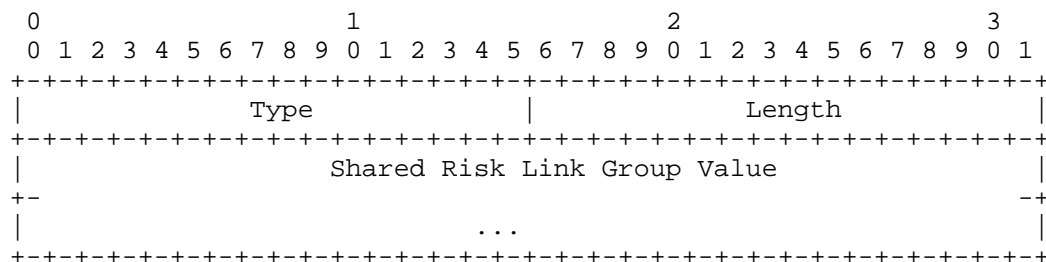 0                   1                   2                   3
 0 1 2 3 4 5 6 7 8 9 0 1 2 3 4 5 6 7 8 9 0 1 2 3 4 5 6 7 8 9 0 1
+-+-+-+-+-+-+-+-+-+-+-+-+-+-+-+-+-+-+-+-+-+-+-+-+-+-+-+-+-+-+-+-+
|              Type             |             Length            |
+-+-+-+-+-+-+-+-+-+-+-+-+-+-+-+-+-+-+-+-+-+-+-+-+-+-+-+-+-+-+-+-+
|                   Shared Risk Link Group Value                |
+-                                                             -+
|                            ...                                |
+-+-+-+-+-+-+-+-+-+-+-+-+-+-+-+-+-+-+-+-+-+-+-+-+-+-+-+-+-+-+-+-+